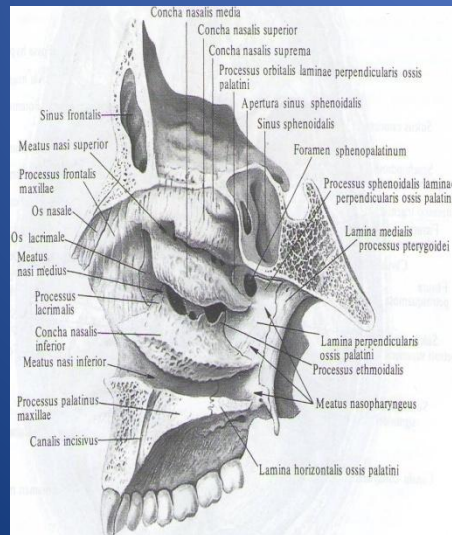 Concha nasalis media
Concha nasalis superior
Concha nasalis suprema
Processus orbitalis laminae perpendicularis ossis
palatini
Apertura sinus sphenoidalis
Sinus sphenoidalis
Foramen sphenopalatinum
Processus sphenoidalis laminae
perpendicularis ossis palatini
Lamina medialis
processus pterygoidei
Lamina perpendicularis
ossis palatini
Processus ethmoidalis
Meatus nasopharyngeus
Lamina horizontalis ossis palatini
Sinus frontalis
Meatus nasi superior
Processus frontalis
maxillae
Os nasale
Os lacrimale
Meatus
nasi medius
Processus
lacrimalis
Concha nasalis
inferior
Meatus nasi inferior
Processus palatinus
maxillae
Canalis incisivus